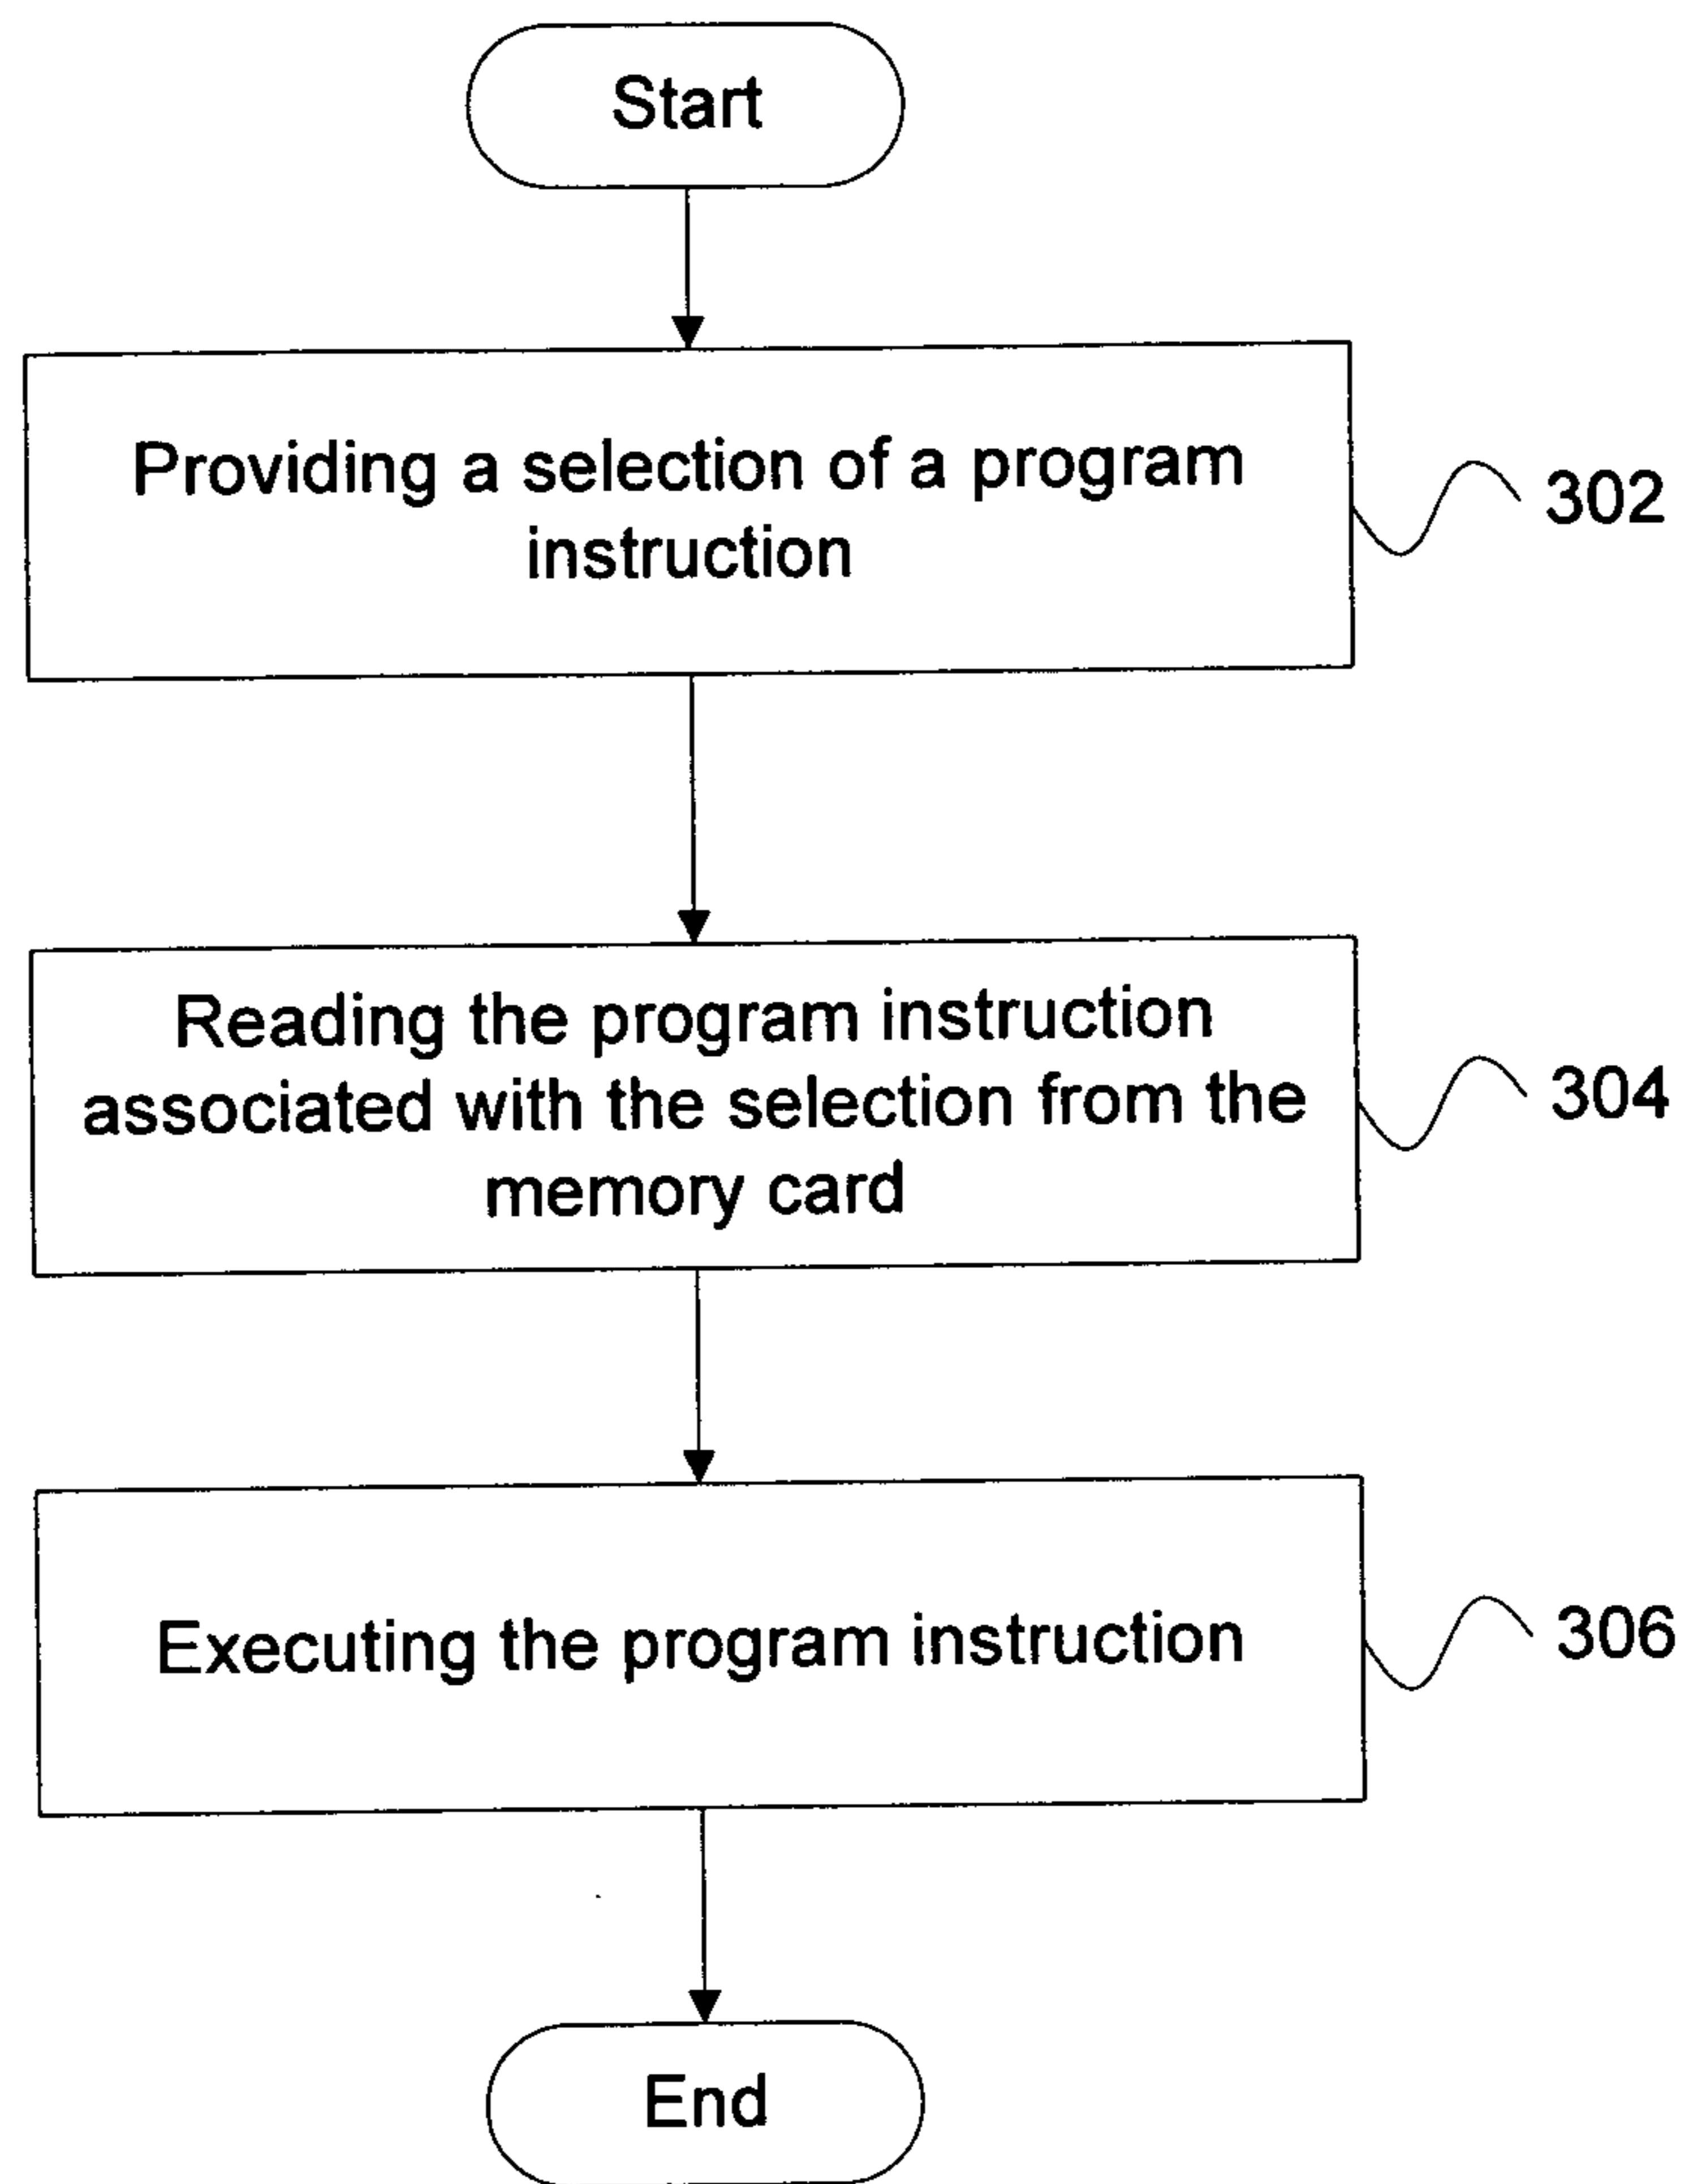 Start
Providing a selection of a program
instruction
302
Reading the program instruction
associated with the selection from the
memory card
304
Executing the program instruction
306
End